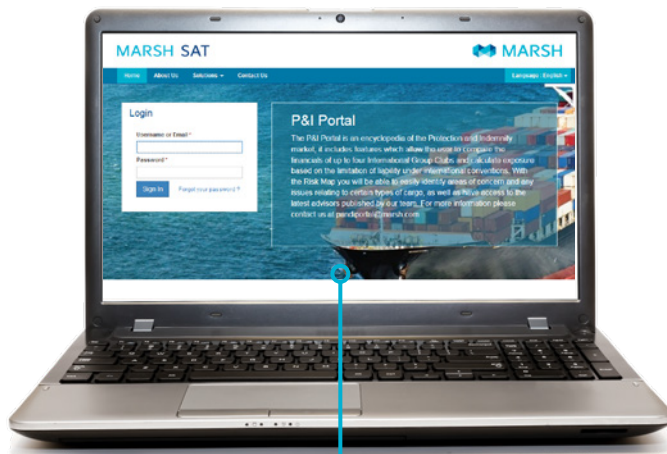 MARSH SAT
MARSH
Home About Us Solutions Contact Us
Language : English
Login
Username or Email *
Password *
Sign In Forgot your password ?
P&I Portal
The P&I Portal is an encyclopedia of the Protection and Indemnity
market, it includes features which allow the user to compare the
financials of up to four International Group Clubs and calculate exposure
based on the limitation of liability under international conventions. With
the Risk Map you will be able to easily identify areas of concern and any
issues relating to certain types of cargo, as well as have access to the
latest advisors published by our team. For more information please
contact us at pandiportal@marsh.com